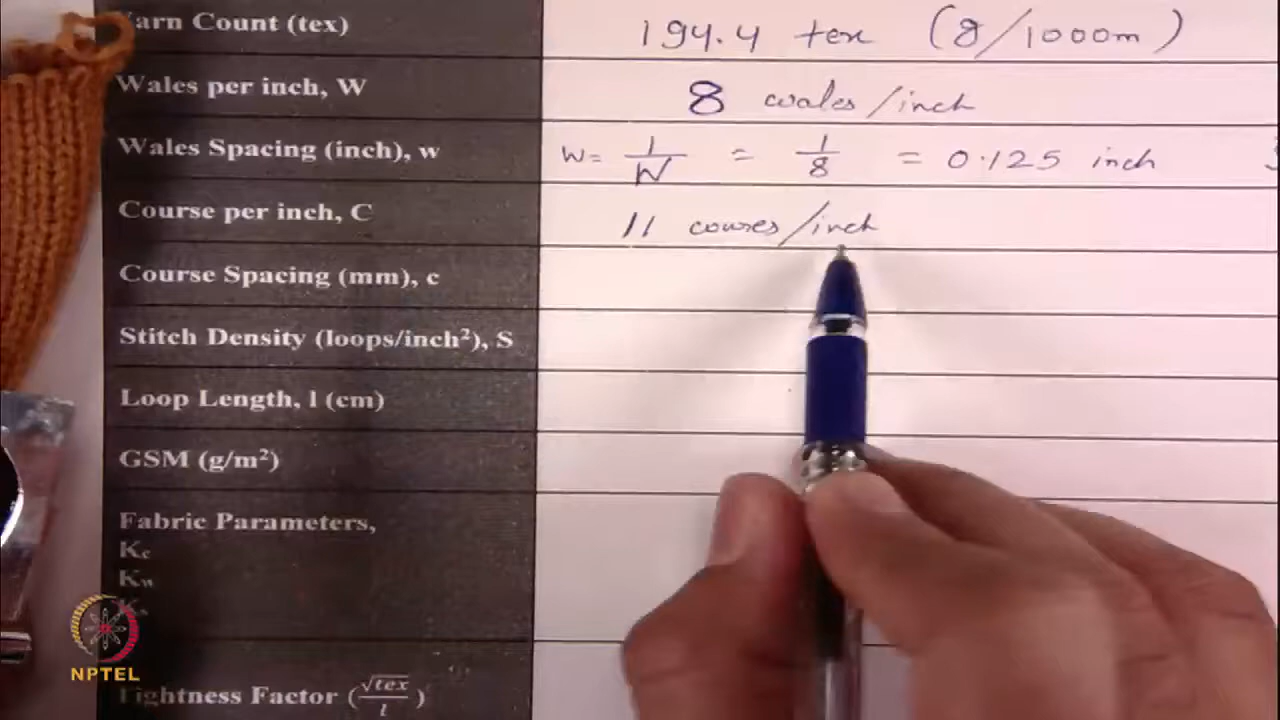 Yarn Count (tex) 194.4 tex (g/1000m)
Wales per inch, W 8 wales/inch
Wales Spacing (inch), w w= 1/W = 1/8 = 0.125 inch
Course per inch, C 11 courses/inch
Course Spacing (mm), c
Stitch Density (loops/inch²), S
Loop Length, l (cm)
GSM (g/m²)
Fabric Parameters,
Kc
Kw
NPTEL
Tightness Factor (√tex/l)